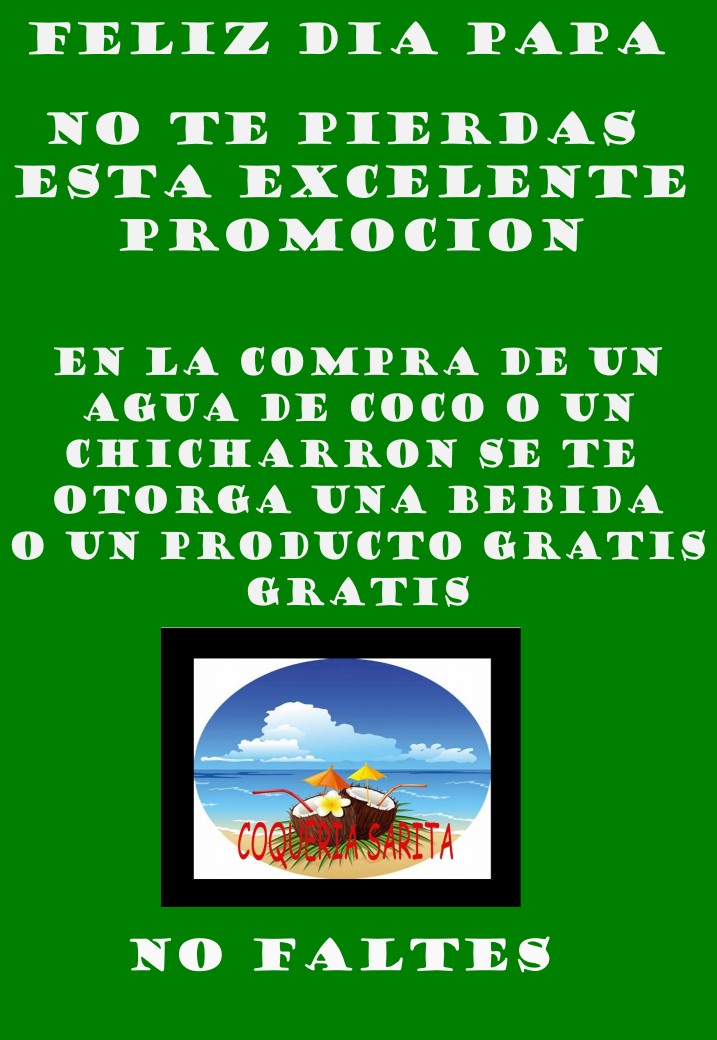 FELIZ DIA PAPA
NO TE PIERDAS
ESTA EXCELENTE
PROMOCION
EN LA COMPRA DE UN
AGUA DE COCO O UN
CHICHARRON SE TE
OTORGA UNA BEBIDA
O UN PRODUCTO GRATIS
GRATIS
COQUERIA SARITA
NO FALTES